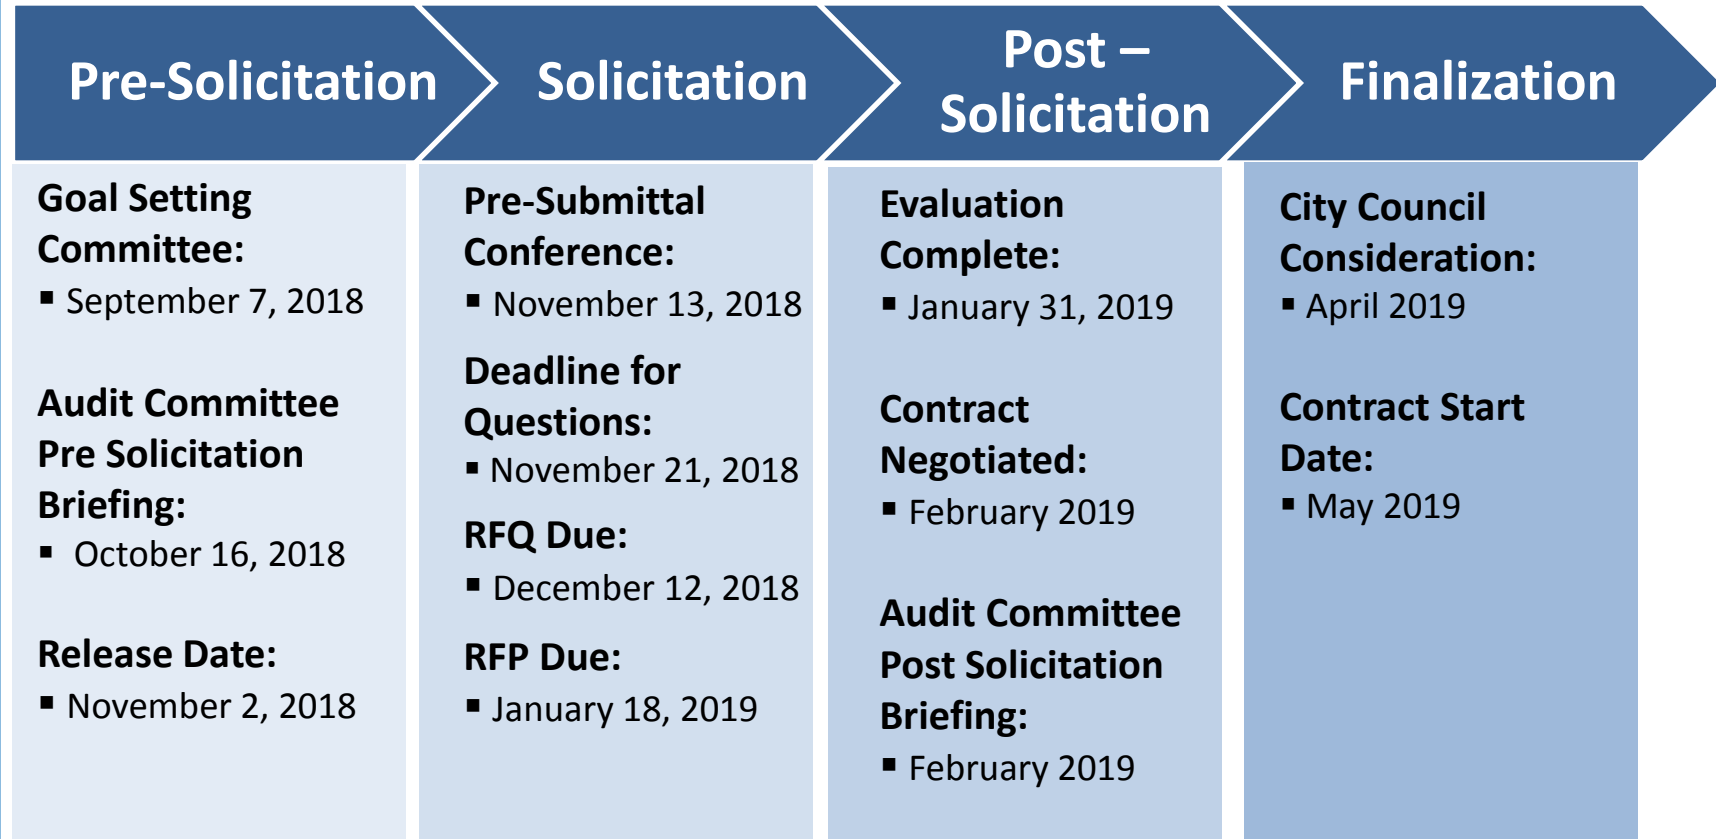 Pre-Solicitation
Solicitation
Post –
Solicitation
Finalization
Goal Setting
Committee:
▪ September 7, 2018
Audit Committee
Pre Solicitation
Briefing:
▪ October 16, 2018
Release Date:
▪ November 2, 2018
Pre-Submittal
Conference:
▪ November 13, 2018
Deadline for
Questions:
▪ November 21, 2018
RFQ Due:
▪ December 12, 2018
RFP Due:
▪ January 18, 2019
Evaluation
Complete:
▪ January 31, 2019
Contract
Negotiated:
▪ February 2019
Audit Committee
Post Solicitation
Briefing:
▪ February 2019
City Council
Consideration:
▪ April 2019
Contract Start
Date:
▪ May 2019